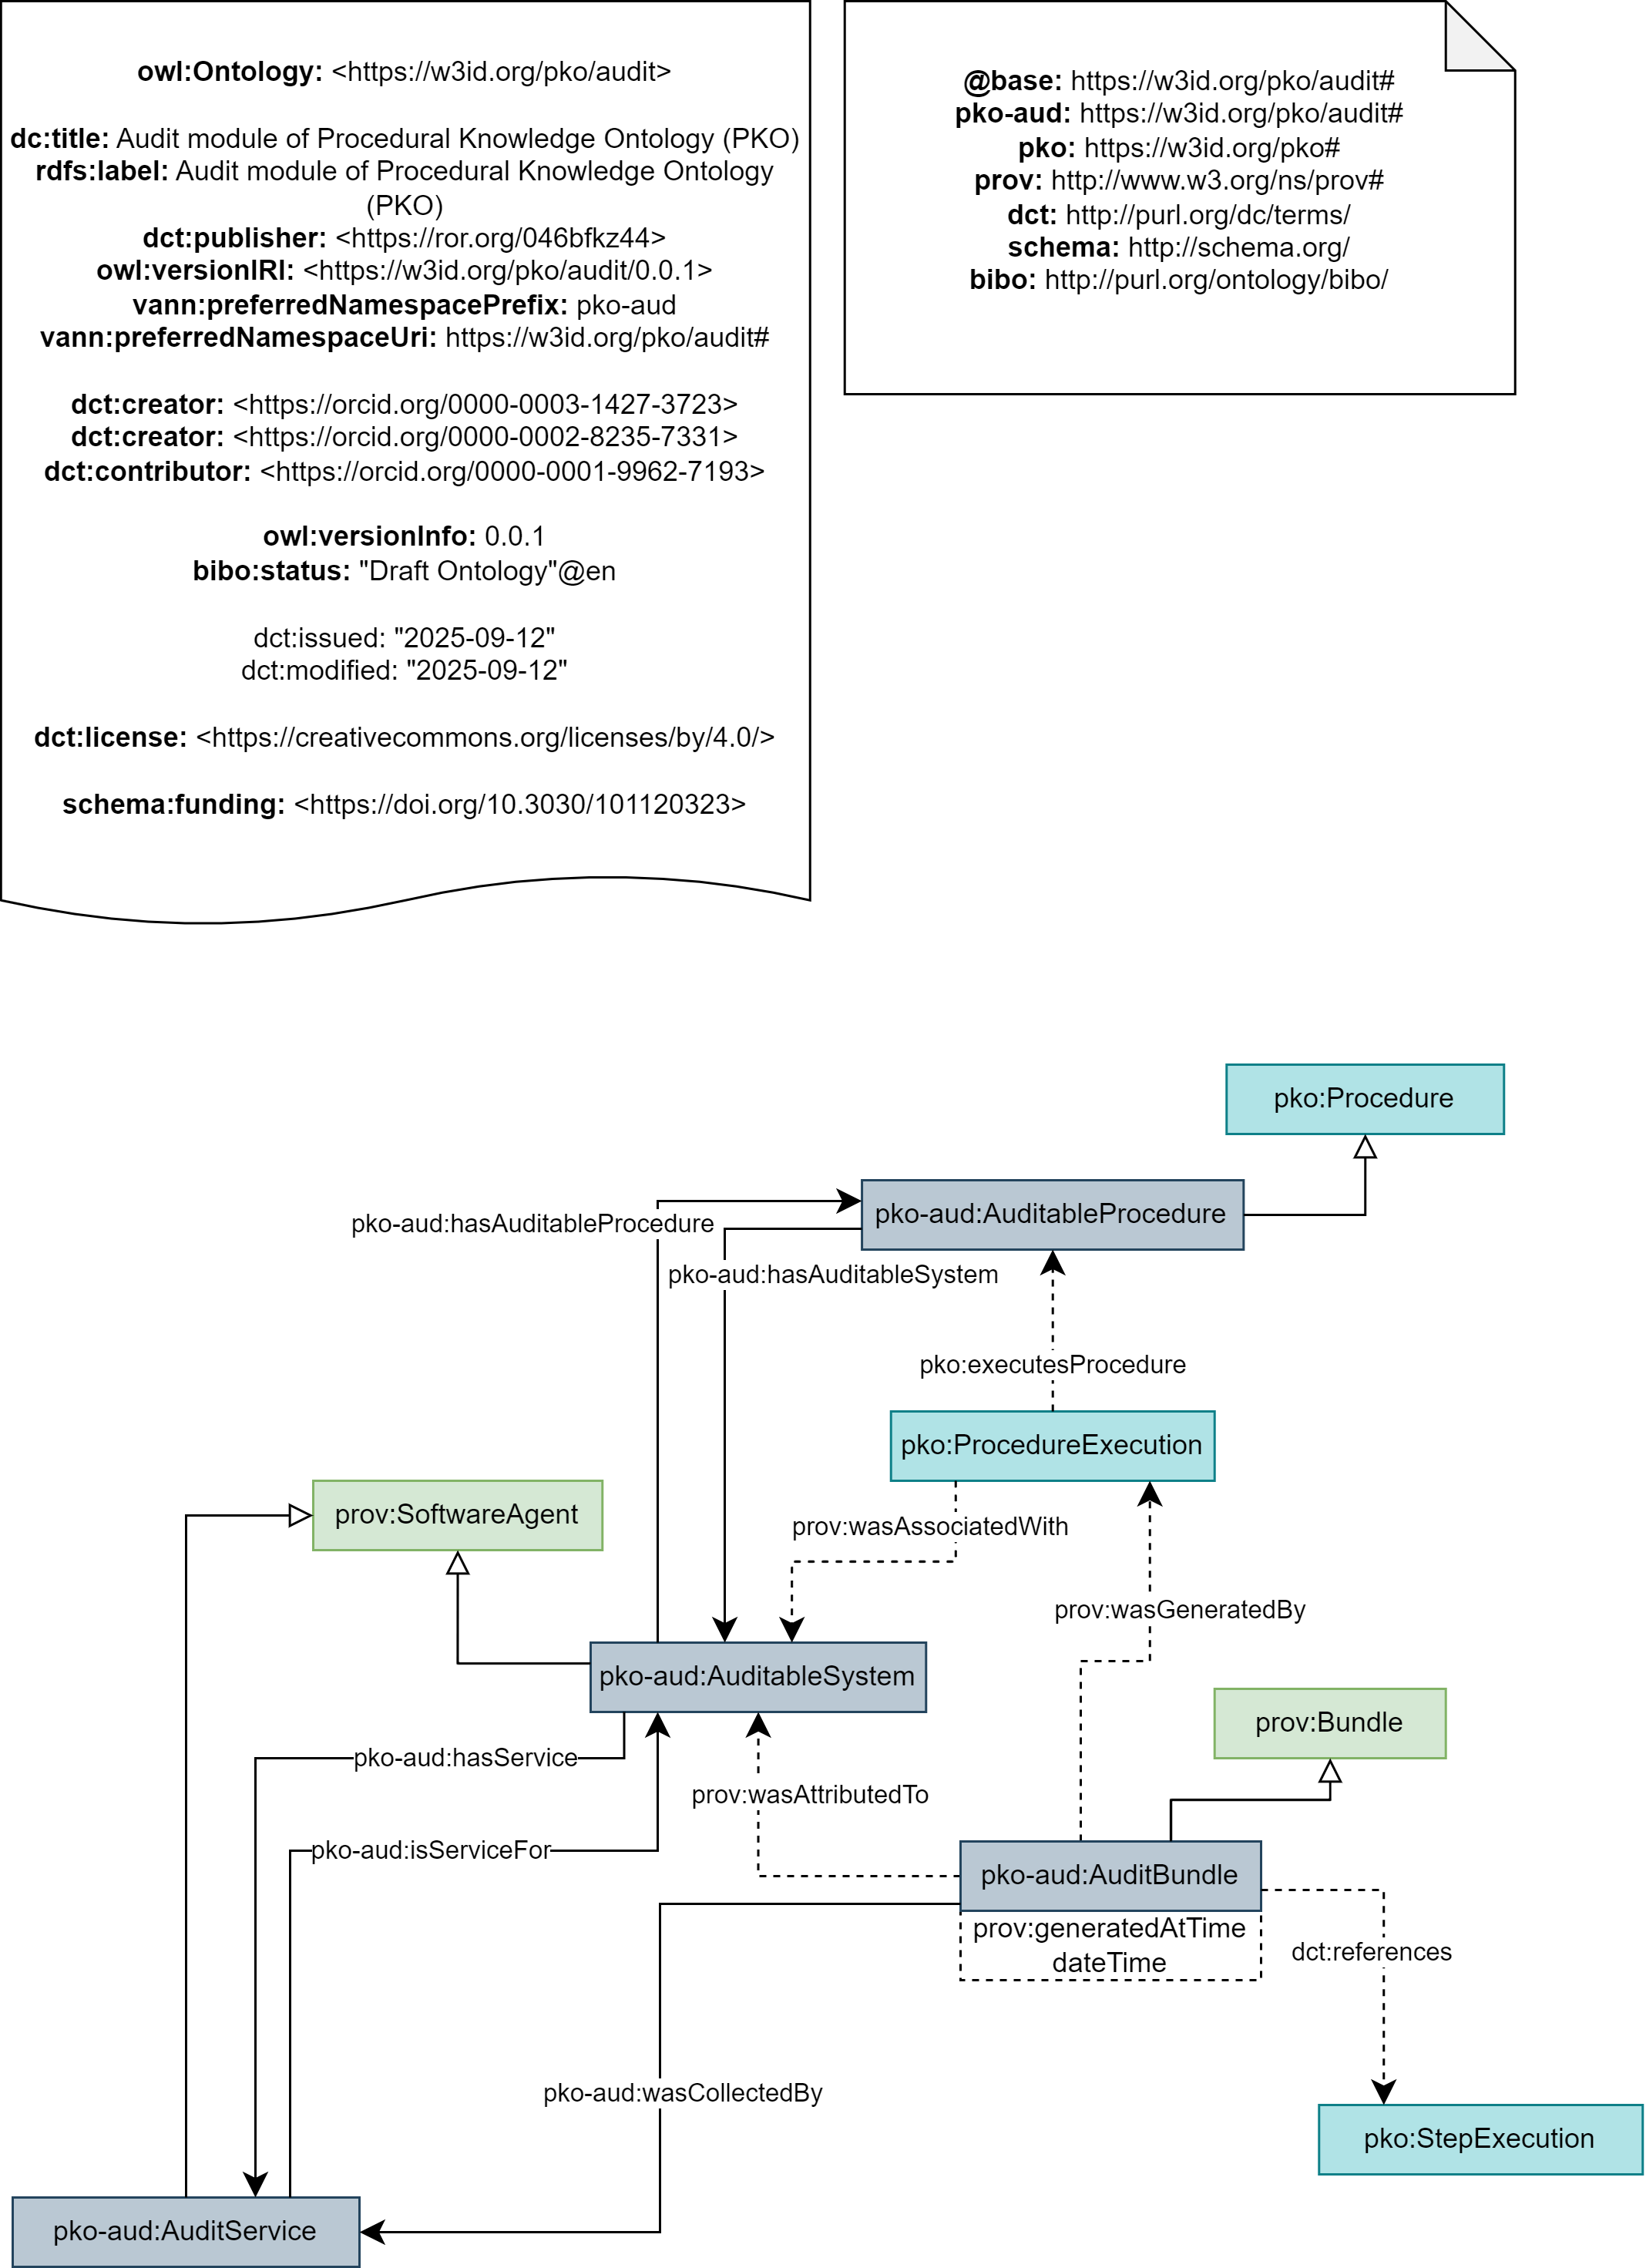 owl:Ontology: <https://w3id.org/pko/audit>
dc:title: Audit module of Procedural Knowledge Ontology (PKO)
rdfs:label: Audit module of Procedural Knowledge Ontology
(PKO)
dct:publisher: <https://ror.org/046bfkz44>
owl:versionIRI: <https://w3id.org/pko/audit/0.0.1>
vann:preferredNamespacePrefix: pko-aud
vann:preferredNamespaceUri: https://w3id.org/pko/audit#
dct:creator: <https://orcid.org/0000-0003-1427-3723>
dct:creator: <https://orcid.org/0000-0002-8235-7331>
dct:contributor: <https://orcid.org/0000-0001-9962-7193>
owl:versionInfo: 0.0.1
bibo:status: "Draft Ontology"@en
dct:issued: "2025-09-12"
dct:modified: "2025-09-12"
dct:license: <https://creativecommons.org/licenses/by/4.0/>
schema:funding: <https://doi.org/10.3030/101120323>
@base: https://w3id.org/pko/audit#
pko-aud: https://w3id.org/pko/audit#
pko: https://w3id.org/pko#
prov: http://www.w3.org/ns/prov#
dct: http://purl.org/dc/terms/
schema: http://schema.org/
bibo: http://purl.org/ontology/bibo/
pko:Procedure
pko-aud:AuditableProcedure
pko-aud:hasAuditableProcedure
pko-aud:hasAuditableSystem
pko:executesProcedure
pko:ProcedureExecution
prov:SoftwareAgent
prov:wasAssociatedWith
prov:wasGeneratedBy
pko-aud:AuditableSystem
prov:Bundle
pko-aud:hasService
prov:wasAttributedTo
pko-aud:isServiceFor
pko-aud:AuditBundle
prov:generatedAtTime
dateTime
dct:references
pko-aud:wasCollectedBy
pko:StepExecution
pko-aud:AuditService